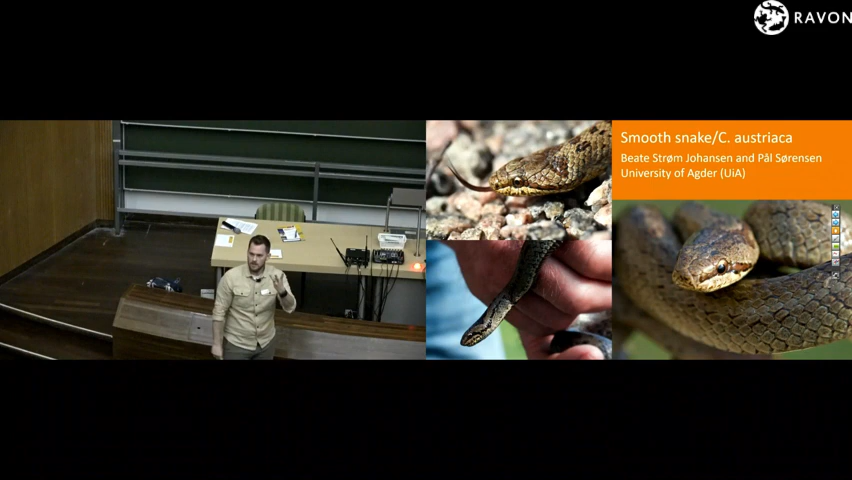 RAVON
Smooth snake/C. austriaca
Beate Strøm Johansen and Pål Sørensen
University of Agder (UiA)